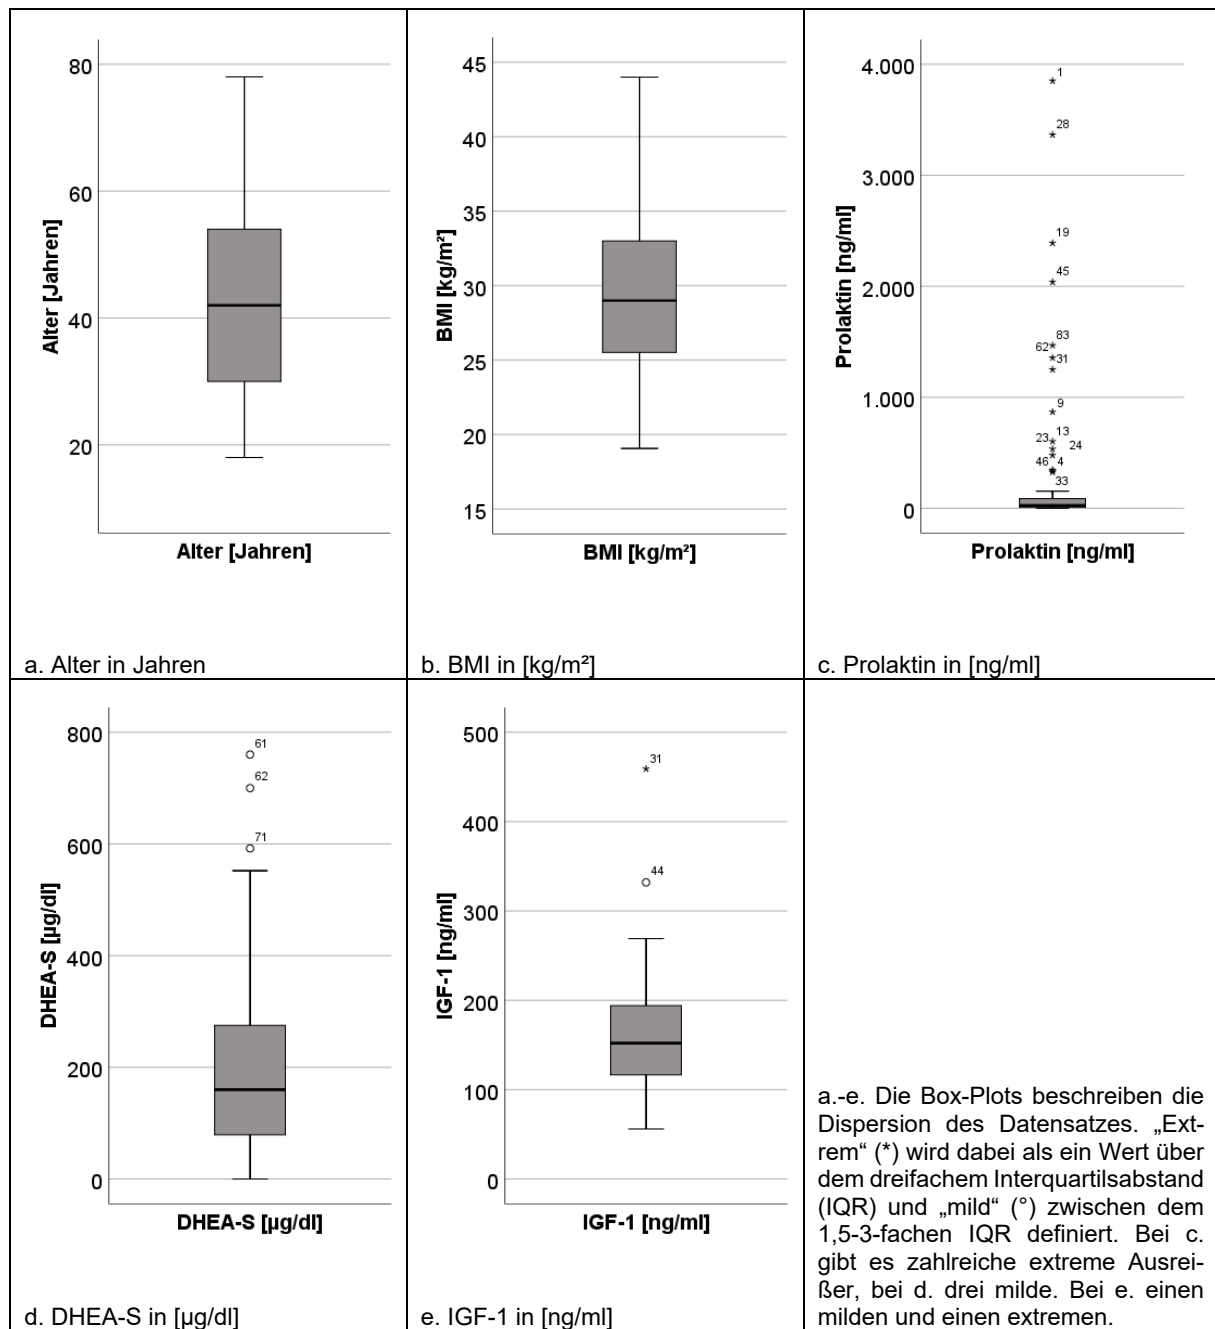 80
60
40
20
Alter [Jahren]
Alter [Jahren]
a. Alter in Jahren
45
40
35
30
25
20
15
BMI [kg/m²]
BMI [kg/m²]
b. BMI in [kg/m²]
4.000
3.000
2.000
1.000
0
Prolaktin [ng/ml]
1
28
19
45
83
62
31
9
13
23
24
46
4
33
Prolaktin [ng/ml]
c. Prolaktin in [ng/ml]
800
600
400
200
0
DHEA-S [µg/dl]
61
62
71
DHEA-S [µg/dl]
d. DHEA-S in [µg/dl]
500
400
300
200
100
0
IGF-1 [ng/ml]
31
44
IGF-1 [ng/ml]
e. IGF-1 in [ng/ml]
a.-e. Die Box-Plots beschreiben die
Dispersion des Datensatzes. „Ext-
rem“ (*) wird dabei als ein Wert über
dem dreifachem Interquartilsabstand
(IQR) und „mild“ (°) zwischen dem
1,5-3-fachen IQR definiert. Bei c.
gibt es zahlreiche extreme Ausrei-
ßer, bei d. drei milde. Bei e. einen
milden und einen extremen.